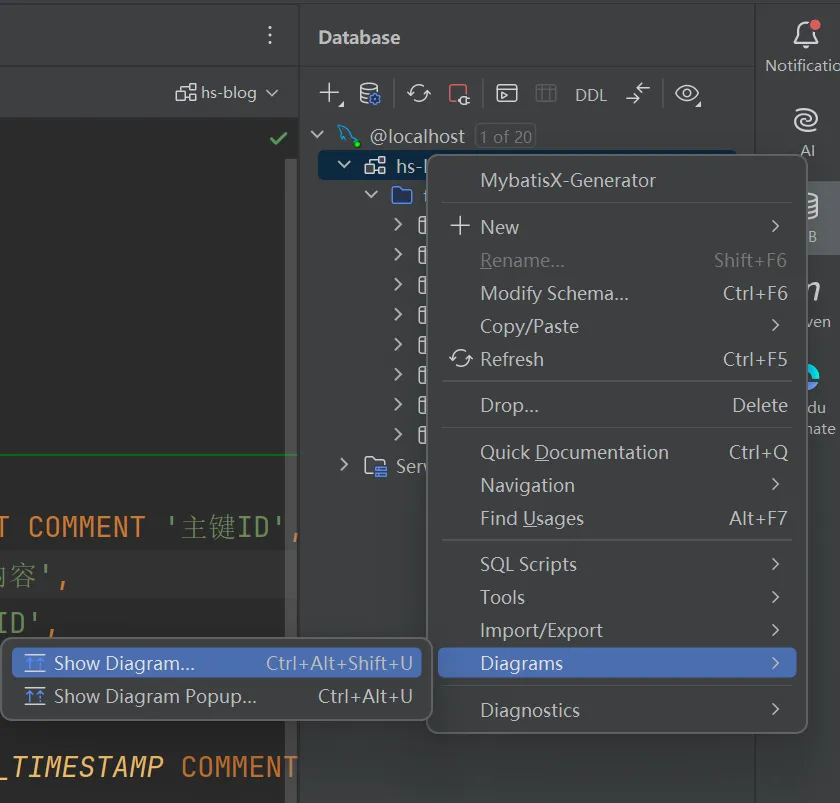 Database
Notificatio
hs-blog
DDL
@localhost 1 of 20
AI
hs-
MybatisX-Generator
New
Rename... Shift+F6
Modify Schema... Ctrl+F6
Copy/Paste
Refresh Ctrl+F5
Drop... Delete
Quick Documentation Ctrl+Q
Navigation
Find Usages Alt+F7
SQL Scripts
Tools
Import/Export
Diagrams
Diagnostics
Ser
B
ven
du
nate
T COMMENT '主键ID',
容',
ID',
Show Diagram... Ctrl+Alt+Shift+U
Show Diagram Popup... Ctrl+Alt+U
_TIMESTAMP COMMENT